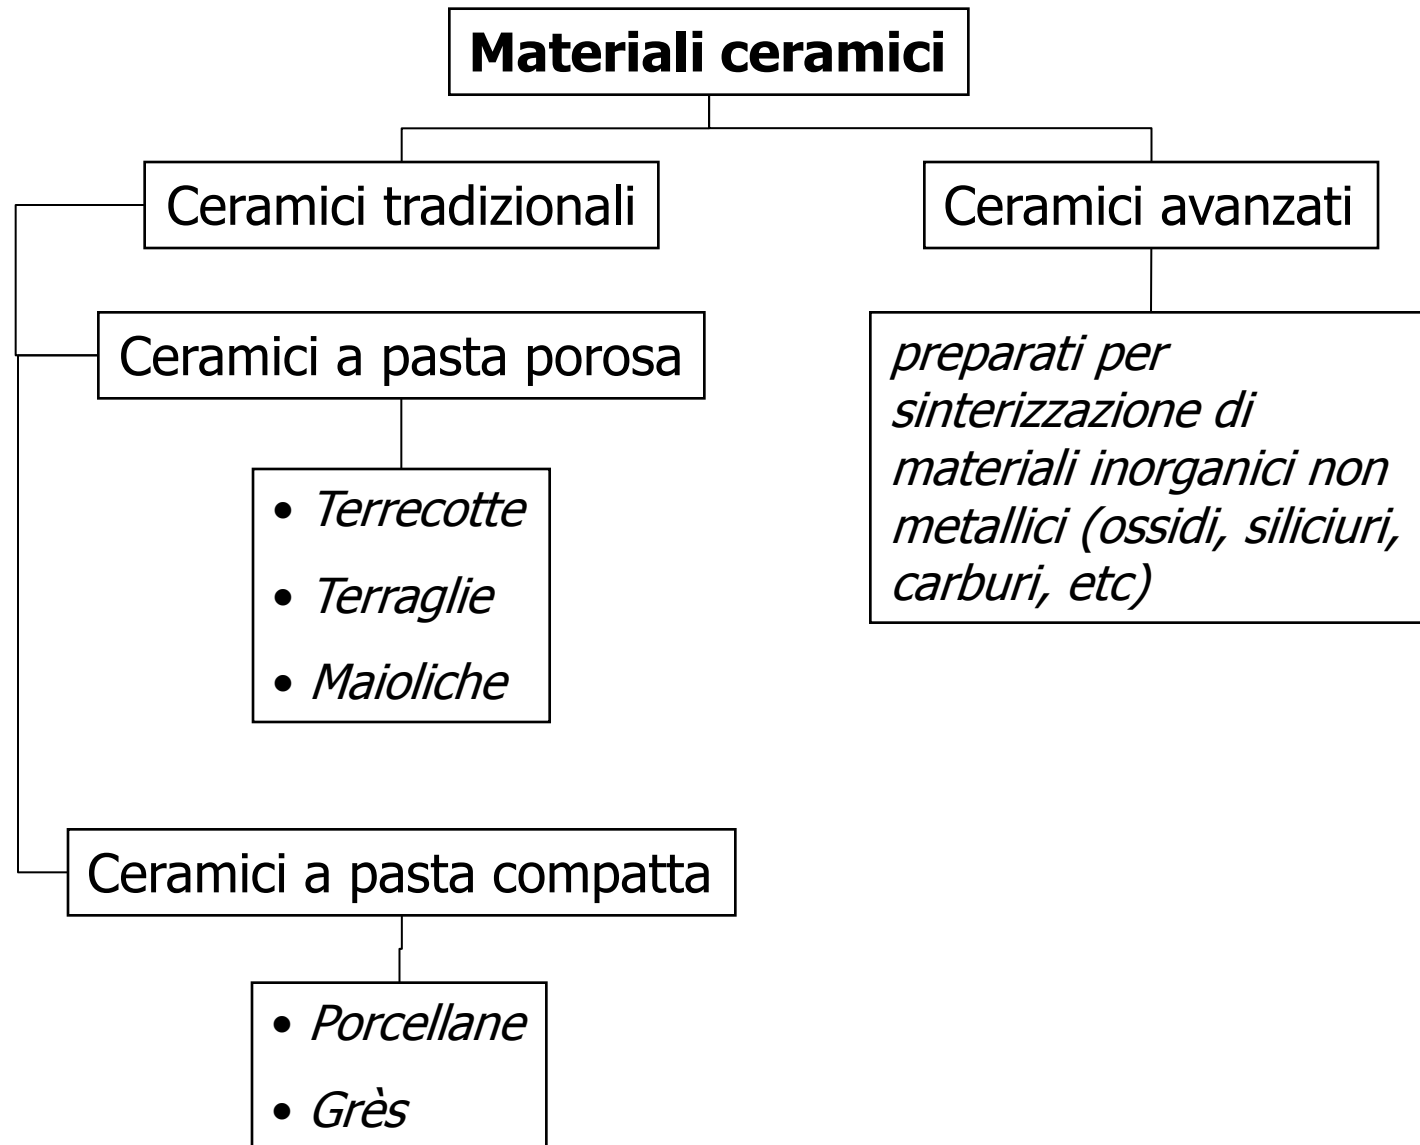 Materiali ceramici
Ceramici tradizionali
Ceramici avanzati
Ceramici a pasta porosa
• Terrecotte
• Terraglie
• Maioliche
preparati per
sinterizzazione di
materiali inorganici non
metallici (ossidi, siliciuri,
carburi, etc)
Ceramici a pasta compatta
• Porcellane
• Grès